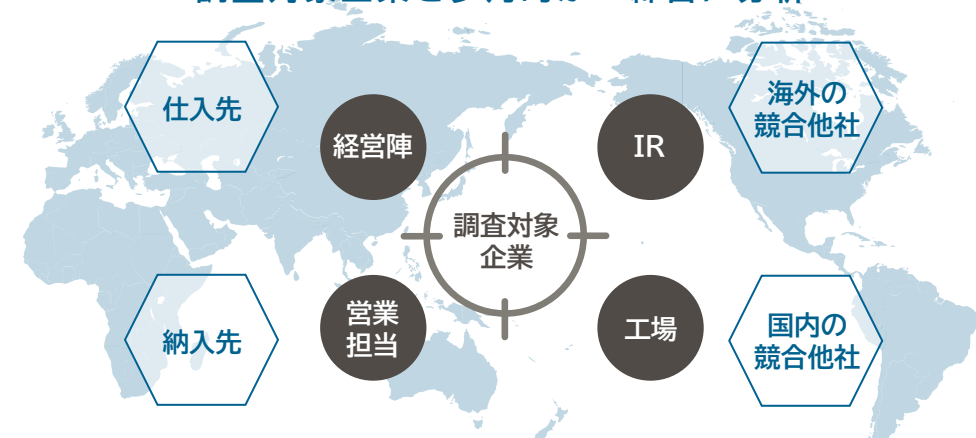 仕入先
経営陣
IR
海外の
競合他社
調査対象
企業
納入先
営業
担当
工場
国内の
競合他社